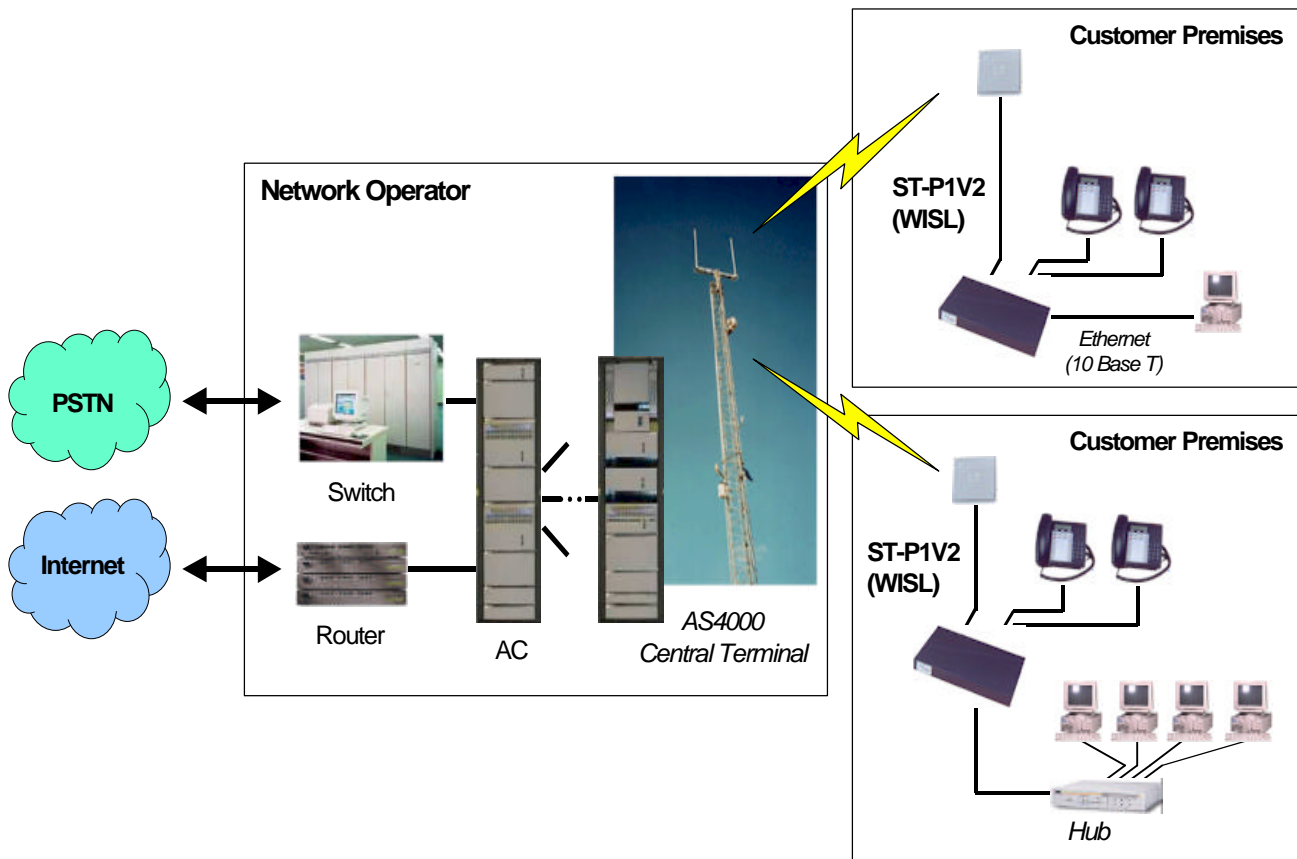 Customer Premises
ST-P1V2
(WISL)
Ethernet
(10 Base T)
Network Operator
PSTN
Switch
Internet
Router
AC
AS4000
Central Terminal
Customer Premises
ST-P1V2
(WISL)
Hub